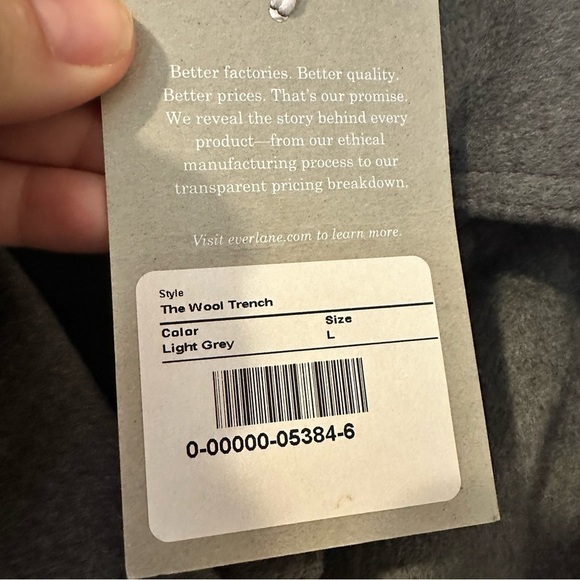 Better factories. Better quality.
Better prices. That's our promise.
We reveal the story behind every
product—from our ethical
manufacturing process to our
transparent pricing breakdown.
Visit everlane.com to learn more.
Style
The Wool Trench
Color Size
Light Grey L
0-00000-05384-6